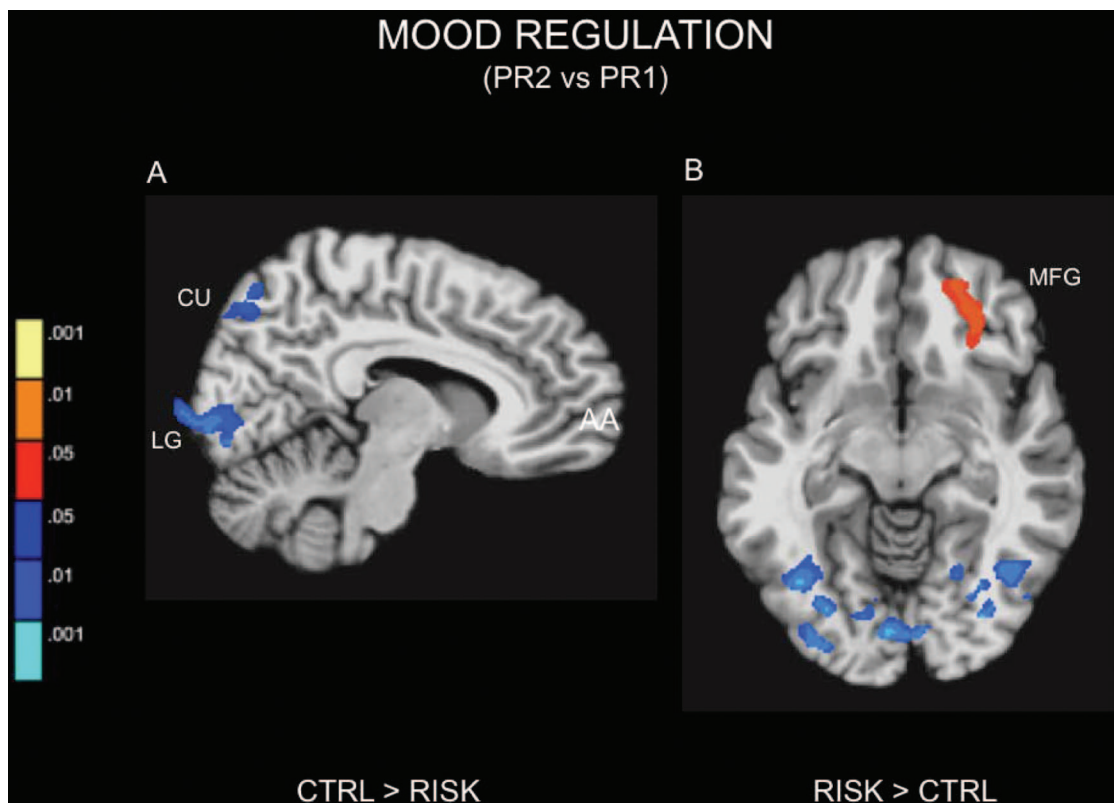 MOOD REGULATION
(PR2 vs PR1)
A
B
CU
LG
AA
MFG
.001
.01
.05
.05
.01
.001
CTRL > RISK
RISK > CTRL